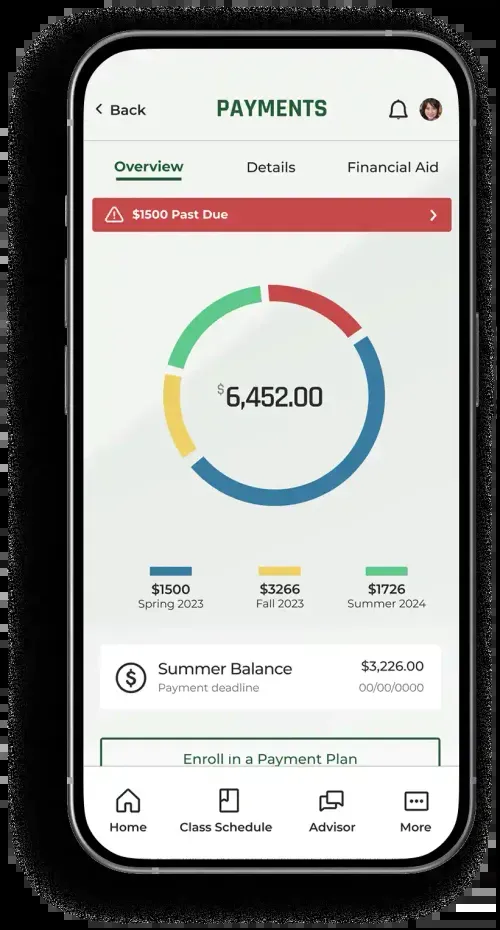 Back
PAYMENTS
Overview
Details
Financial Aid
$1500 Past Due
$6,452.00
$1500
$3266
$1726
Spring 2023
Fall 2023
Summer 2024
Summer Balance
$3,226.00
Payment deadline
00/00/0000
Enroll in a Payment Plan
Home
Class Schedule
Advisor
More